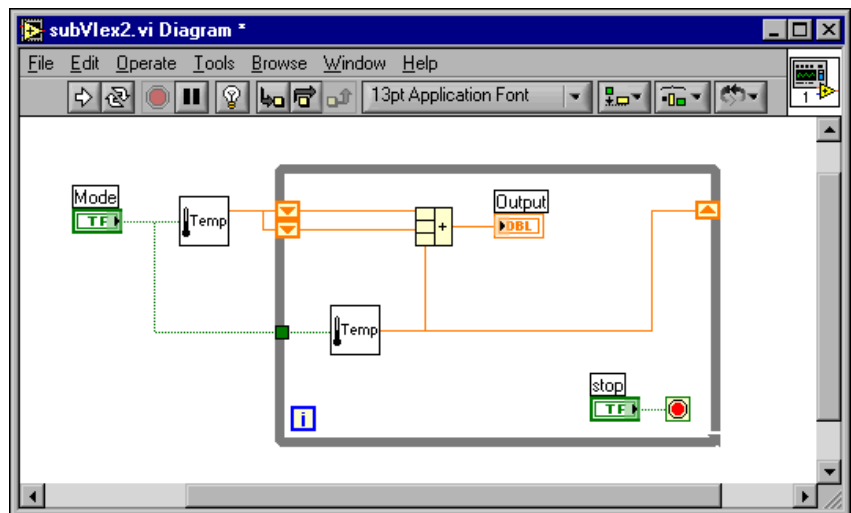 subVIex2.vi Diagram *
File Edit Operate Tools Browse Window Help
13pt Application Font
1
Mode
TF
Temp
Output
DBL
+
Temp
stop
TF
i